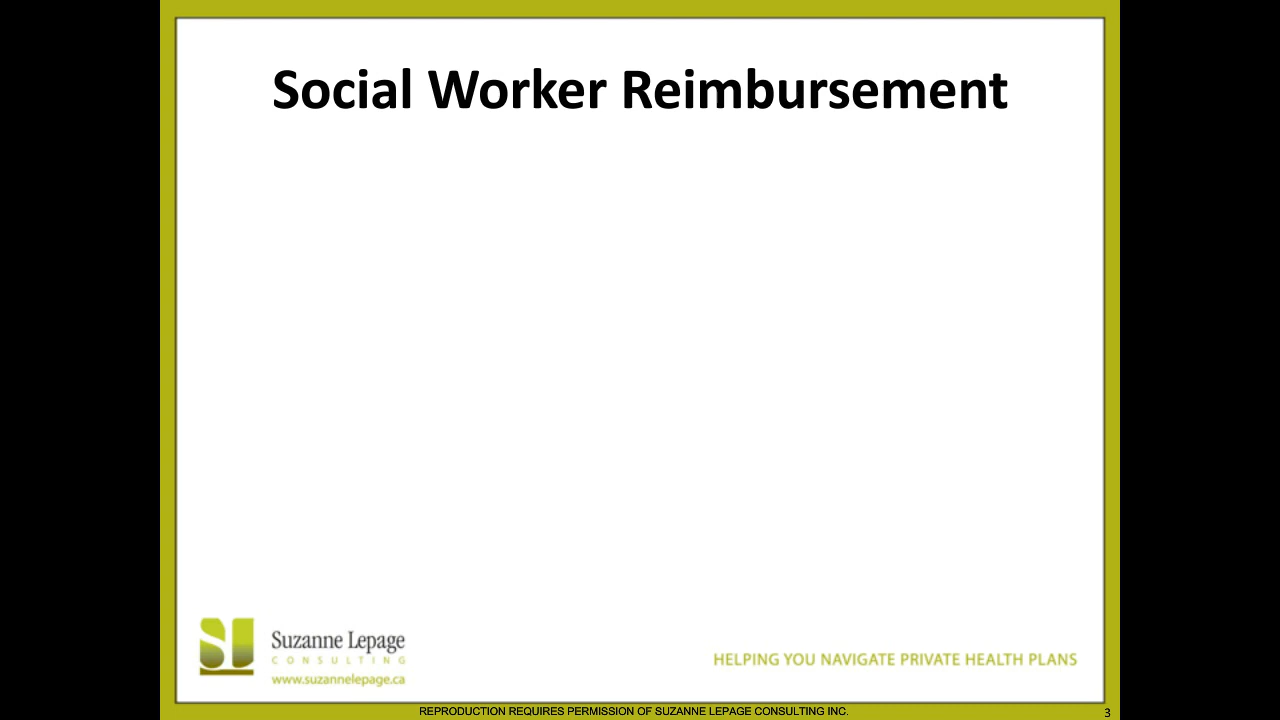 Social Worker Reimbursement
Suzanne Lepage
CONSULTING
www.suzannelepage.ca
HELPING YOU NAVIGATE PRIVATE HEALTH PLANS
REPRODUCTION REQUIRES PERMISSION OF SUZANNE LEPAGE CONSULTING INC.
3